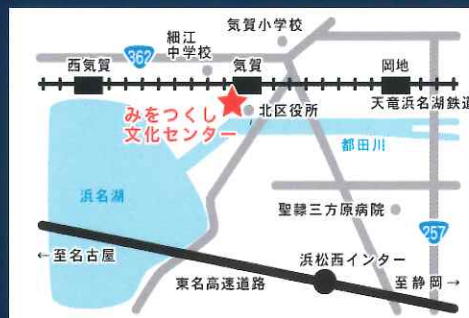 気賀小学校
細江
中学校
362
西気賀
気賀
岡地
天竜浜名湖鉄道
みをつくし
文化センター
北区役所
都田川
浜名湖
聖隷三方原病院
257
←至名古屋
浜松西インター
東名高速道路
至静岡→